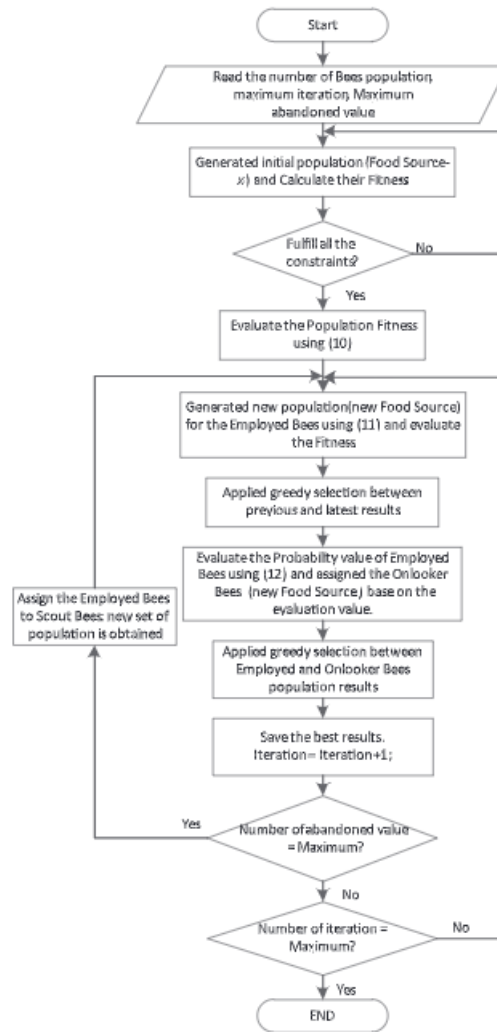 Start
Read the number of Bees population,
maximum iteration, Maximum
abandoned value
Generated initial population (Food Source-
x) and Calculate their Fitness
Fulfill all the
constraints?
No
Yes
Evaluate the Population Fitness
using (10)
Generated new population(new Food Source)
for the Employed Bees using (11) and evaluate
the Fitness
Applied greedy selection between
previous and latest results
Evaluate the Probability value of Employed
Bees using (12) and assigned the Onlooker
Bees (new Food Source) base on the
evaluation value.
Assign the Employed Bees
to Scout Bees: new set of
population is obtained
Applied greedy selection between
Employed and Onlooker Bees
population results
Save the best results.
Iteration= Iteration+1;
Yes
Number of abandoned value
= Maximum?
No
Number of iteration =
Maximum?
No
Yes
END